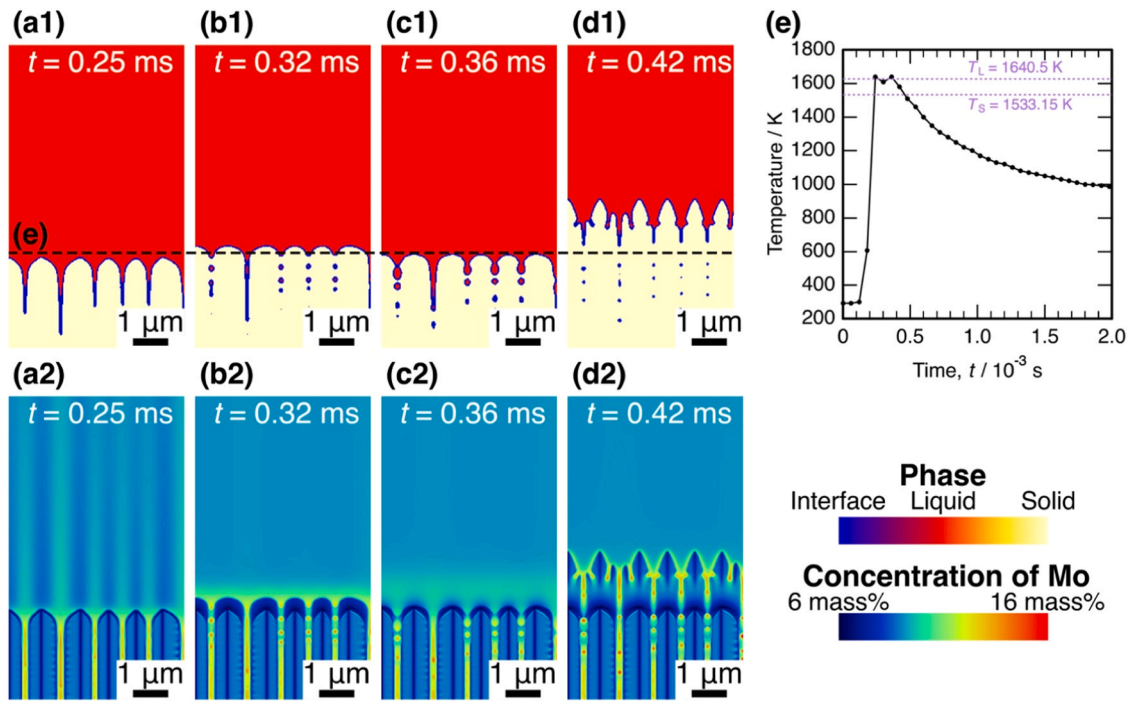 (a1)
t = 0.25 ms
(e)
1 μm
(b1)
t = 0.32 ms
1 μm
(c1)
t = 0.36 ms
1 μm
(d1)
t = 0.42 ms
1 μm
(e)
Temperature / K
1800
1600
1400
1200
1000
800
600
400
200
TL = 1640.5 K
TS = 1533.15 K
0
0.5
1.0
1.5
2.0
Time, t / 10-3 s
(a2)
t = 0.25 ms
1 μm
(b2)
t = 0.32 ms
1 μm
(c2)
t = 0.36 ms
1 μm
(d2)
t = 0.42 ms
1 μm
Phase
Interface Liquid Solid
Concentration of Mo
6 mass% 16 mass%